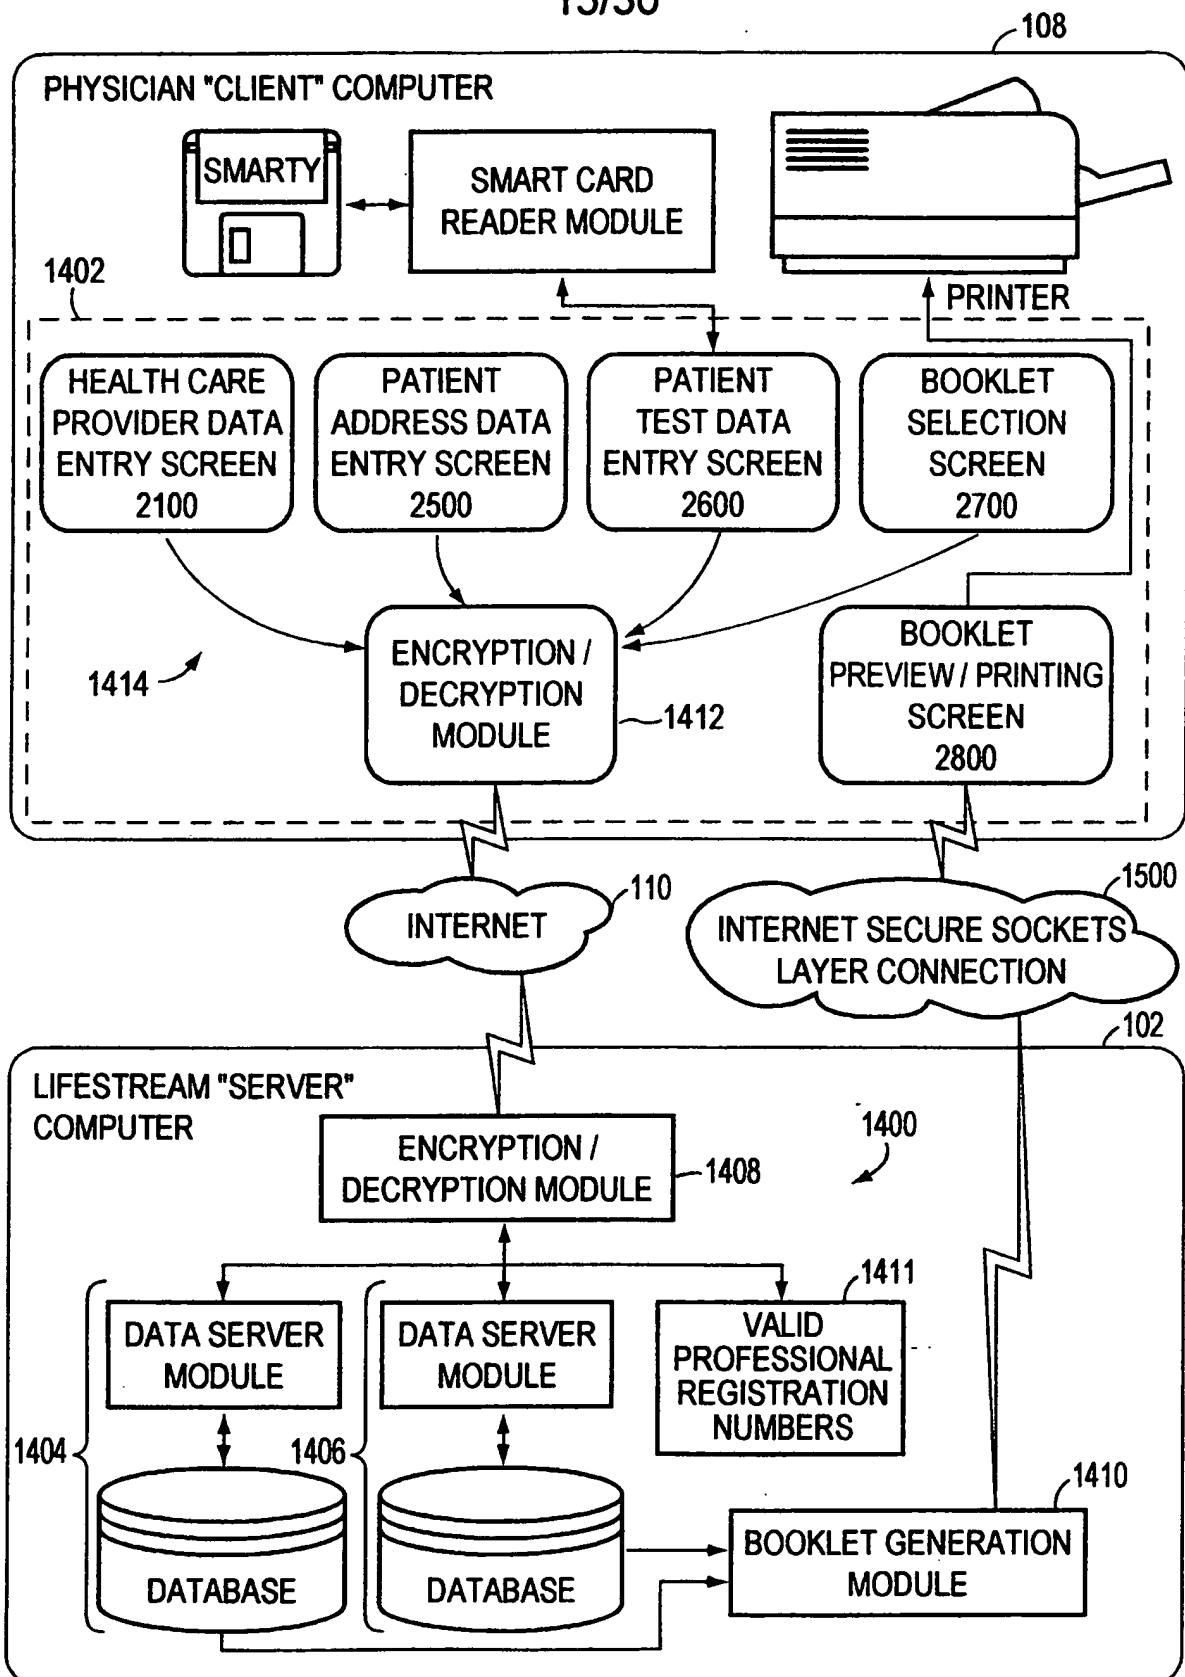 15/30
108
PHYSICIAN "CLIENT" COMPUTER
SMARTY
SMART CARD
READER MODULE
1402
PRINTER
HEALTH CARE
PROVIDER DATA
ENTRY SCREEN
2100
PATIENT
ADDRESS DATA
ENTRY SCREEN
2500
PATIENT
TEST DATA
ENTRY SCREEN
2600
BOOKLET
SELECTION
SCREEN
2700
1414
ENCRYPTION /
DECRYPTION
MODULE
1412
BOOKLET
PREVIEW / PRINTING
SCREEN
2800
INTERNET
110
INTERNET SECURE SOCKETS
LAYER CONNECTION
1500
102
LIFESTREAM "SERVER"
COMPUTER
ENCRYPTION /
DECRYPTION MODULE
1408
1400
DATA SERVER
MODULE
DATA SERVER
MODULE
1411
VALID
PROFESSIONAL
REGISTRATION
NUMBERS
1404
1406
DATABASE
DATABASE
1410
BOOKLET GENERATION
MODULE